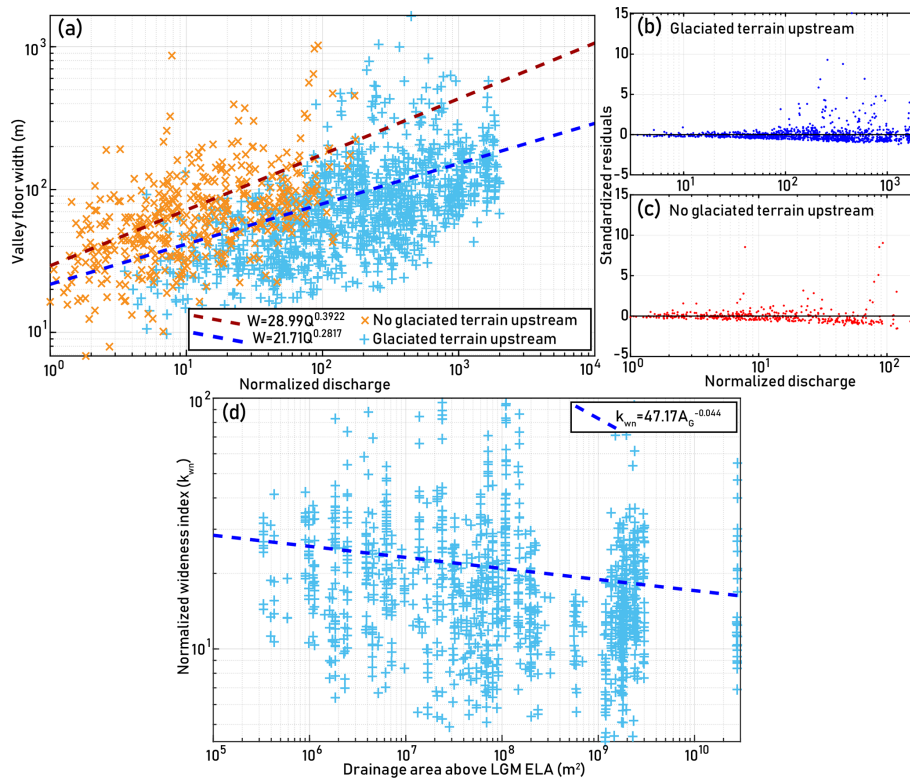 (a)
10³
10²
10¹
Valley floor width (m)
W=28.99Q^0.3922
W=21.71Q^0.2817
No glaciated terrain upstream
Glaciated terrain upstream
10⁰
10¹
10²
10³
10⁴
Normalized discharge
(b)
Glaciated terrain upstream
15
10
5
0
−5
10¹
10²
10³
Standardized residuals
(c)
No glaciated terrain upstream
15
10
5
0
−5
10⁰
10¹
10²
Normalized discharge
(d)
10²
10¹
Normalized wideness index (k_wn)
k_wn=47.17A_G^−0.044
10⁵
10⁶
10⁷
10⁸
10⁹
10¹⁰
Drainage area above LGM ELA (m²)